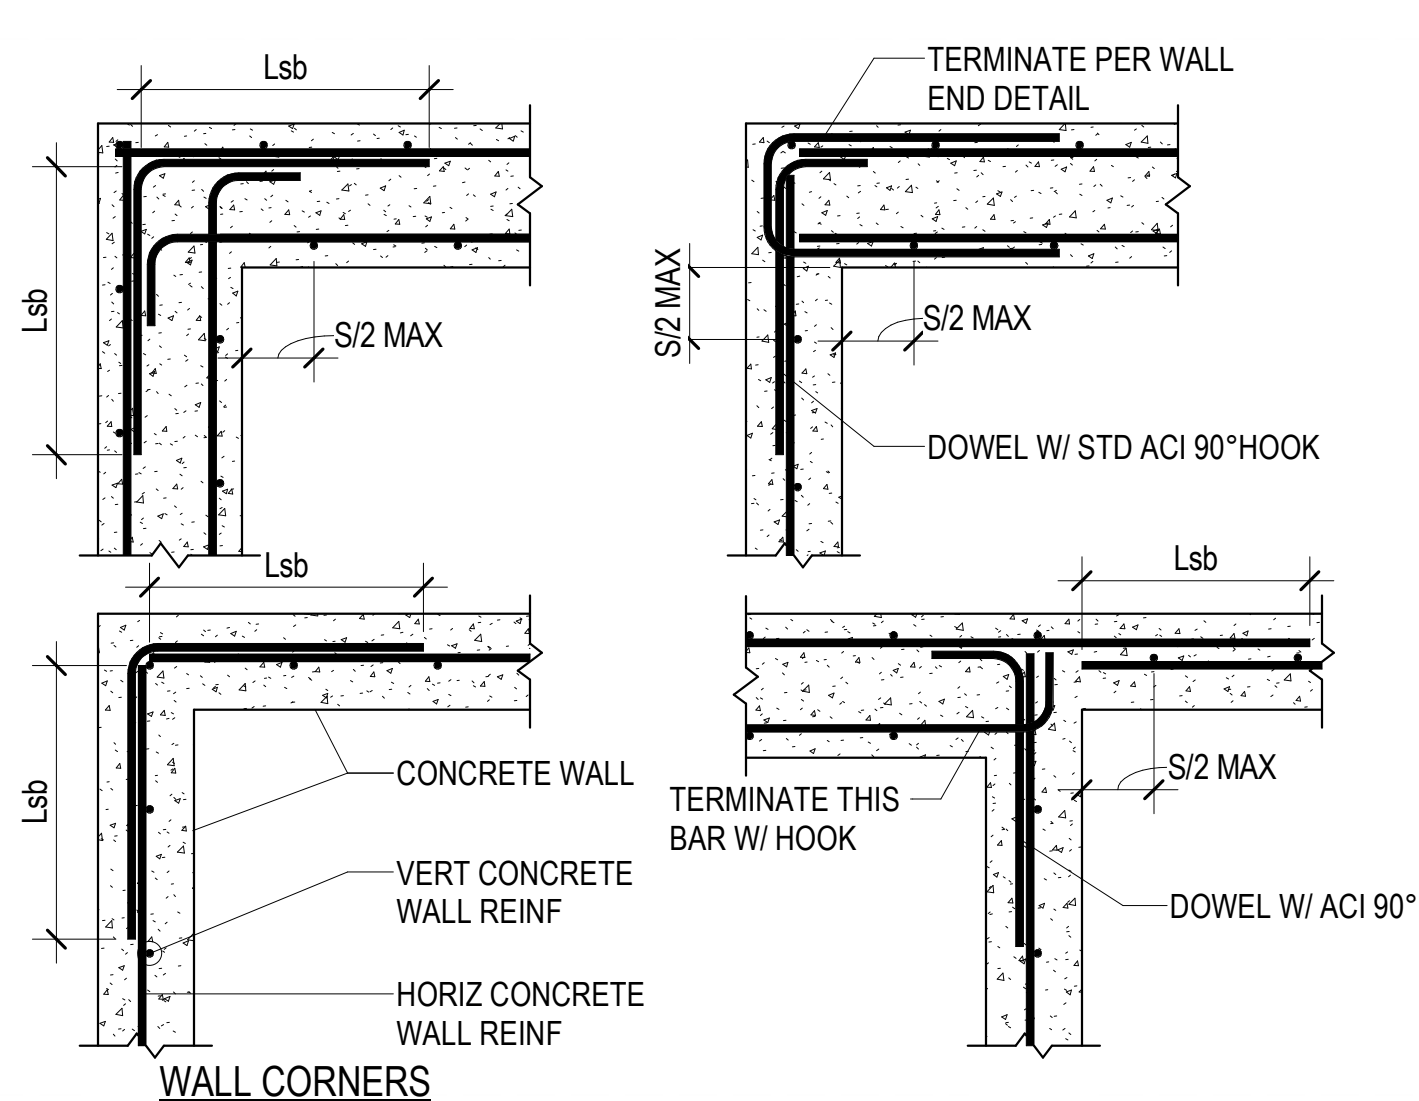 Lsb
Lsb
S/2 MAX
TERMINATE PER WALL
END DETAIL
S/2 MAX
S/2 MAX
DOWEL W/ STD ACI 90°HOOK
Lsb
Lsb
CONCRETE WALL
VERT CONCRETE
WALL REINF
HORIZ CONCRETE
WALL REINF
Lsb
S/2 MAX
TERMINATE THIS
BAR W/ HOOK
DOWEL W/ ACI 90°
WALL CORNERS